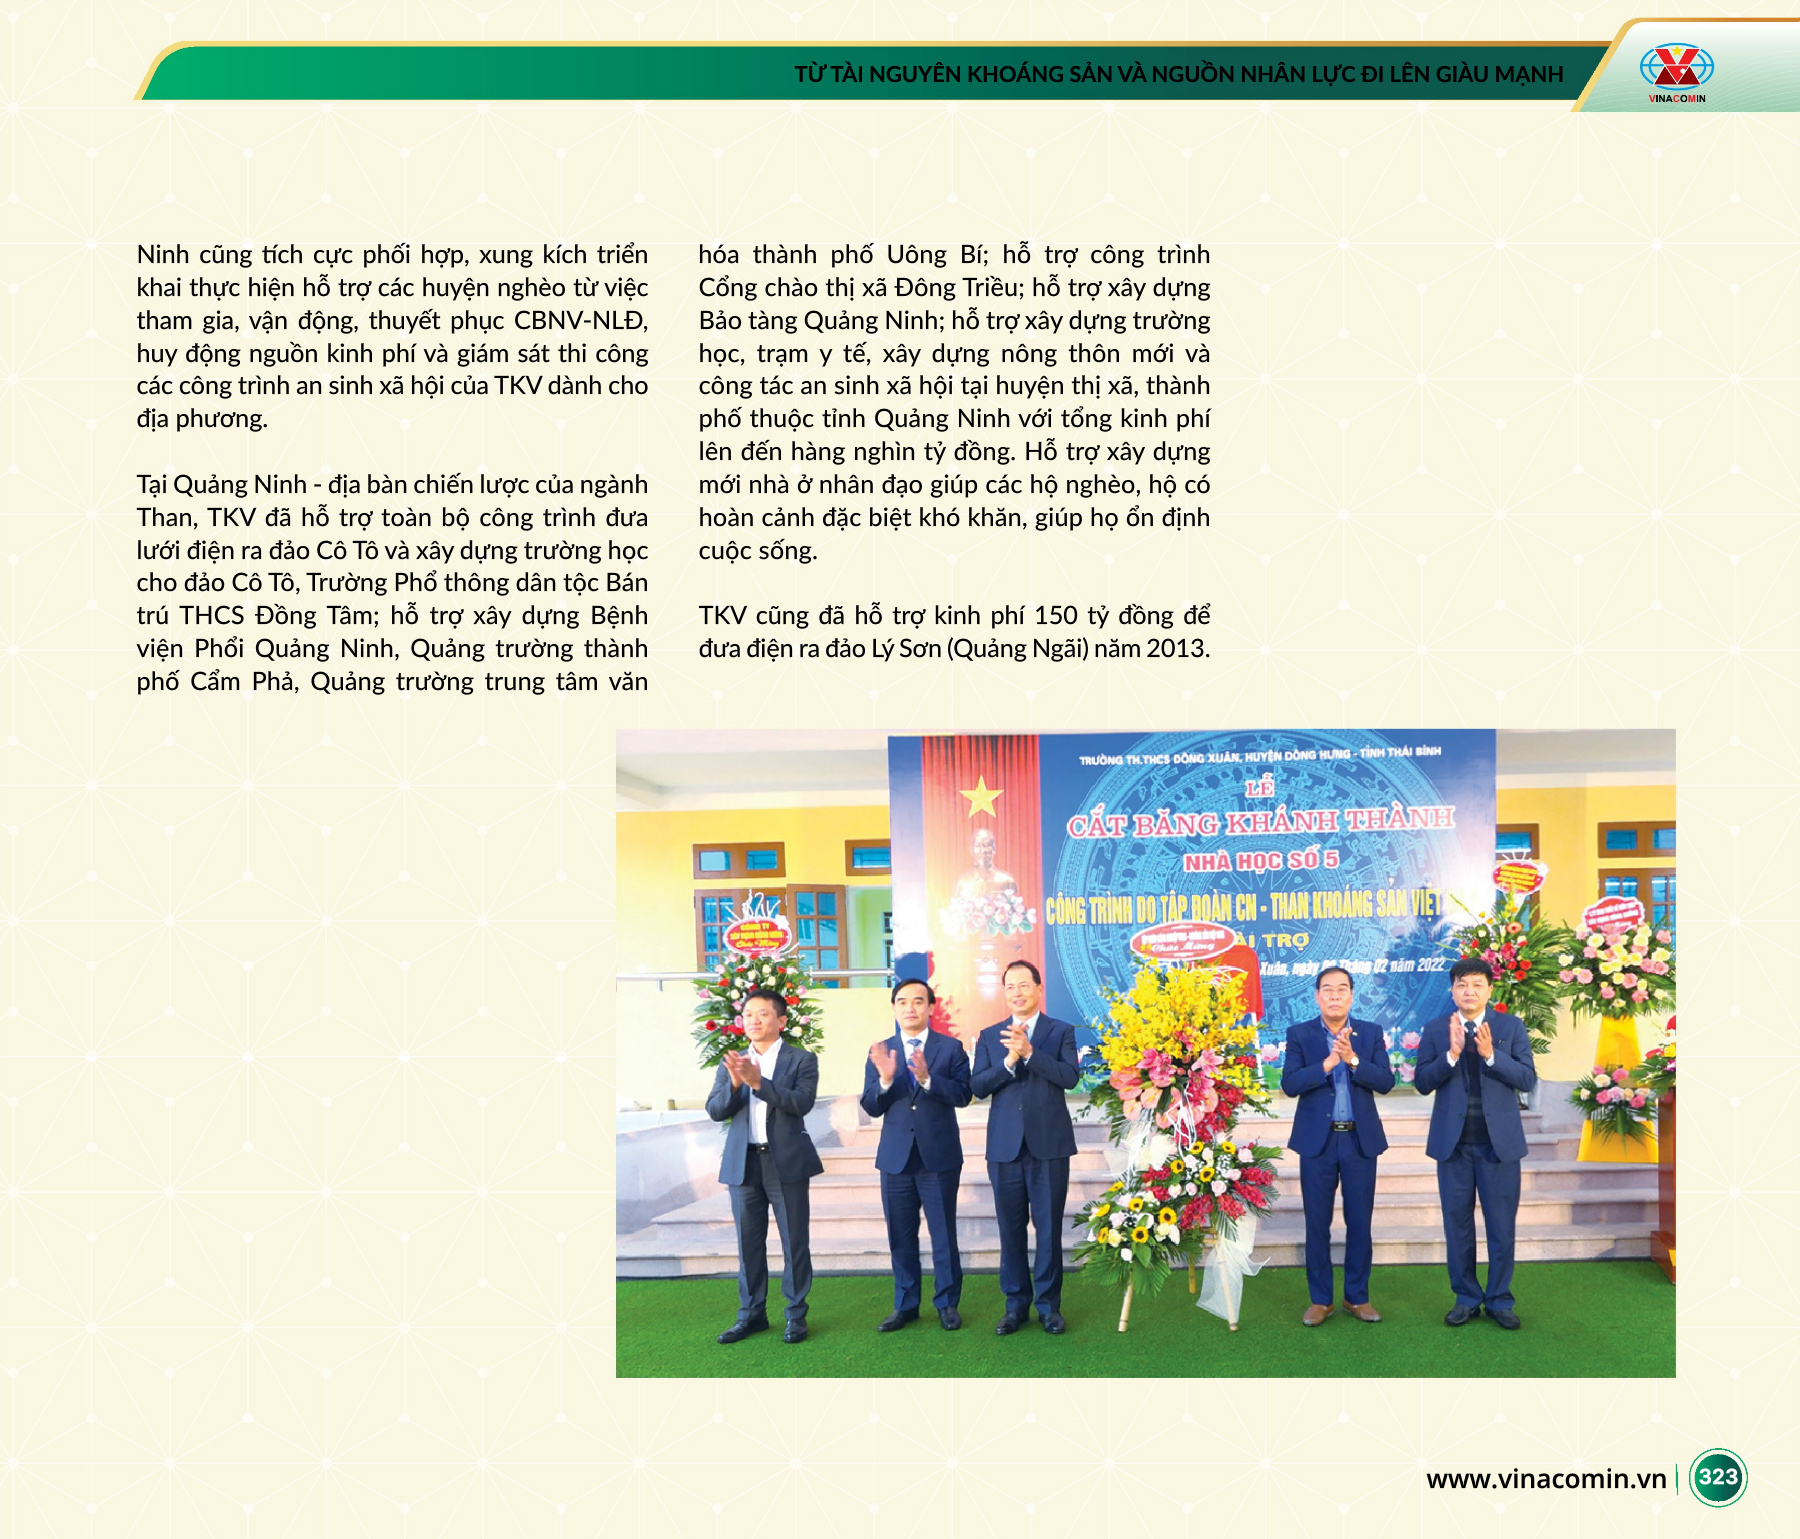 TỪ TÀI NGUYÊN KHOÁNG SẢN VÀ NGUỒN NHÂN LỰC ĐI LÊN GIÀU MẠNH
VINACOMIN
Ninh cũng tích cực phối hợp, xung kích triển
khai thực hiện hỗ trợ các huyện nghèo từ việc
tham gia, vận động, thuyết phục CBNV-NLĐ,
huy động nguồn kinh phí và giám sát thi công
các công trình an sinh xã hội của TKV dành cho
địa phương.
Tại Quảng Ninh - địa bàn chiến lược của ngành
Than, TKV đã hỗ trợ toàn bộ công trình đưa
lưới điện ra đảo Cô Tô và xây dựng trường học
cho đảo Cô Tô, Trường Phổ thông dân tộc Bán
trú THCS Đồng Tâm; hỗ trợ xây dựng Bệnh
viện Phổi Quảng Ninh, Quảng trường thành
phố Cẩm Phả, Quảng trường trung tâm văn
hóa thành phố Uông Bí; hỗ trợ công trình
Cổng chào thị xã Đông Triều; hỗ trợ xây dựng
Bảo tàng Quảng Ninh; hỗ trợ xây dựng trường
học, trạm y tế, xây dựng nông thôn mới và
công tác an sinh xã hội tại huyện thị xã, thành
phố thuộc tỉnh Quảng Ninh với tổng kinh phí
lên đến hàng nghìn tỷ đồng. Hỗ trợ xây dựng
mới nhà ở nhân đạo giúp các hộ nghèo, hộ có
hoàn cảnh đặc biệt khó khăn, giúp họ ổn định
cuộc sống.
TKV cũng đã hỗ trợ kinh phí 150 tỷ đồng để
đưa điện ra đảo Lý Sơn (Quảng Ngãi) năm 2013.
TRƯỜNG TH.THCS ĐÔNG XUÂN, HUYỆN ĐÔNG HƯNG - TỈNH THÁI BÌNH
LỄ
CẮT BĂNG KHÁNH THÀNH
NHÀ HỌC SỐ 5
CÔNG TRÌNH DO TẬP ĐOÀN CN - THAN KHOÁNG SẢN VIỆT
TRỢ
Xuân, ngày Tháng 02 năm 2022
Chúc Mừng
Chúc Mừng
www.vinacomin.vn
323